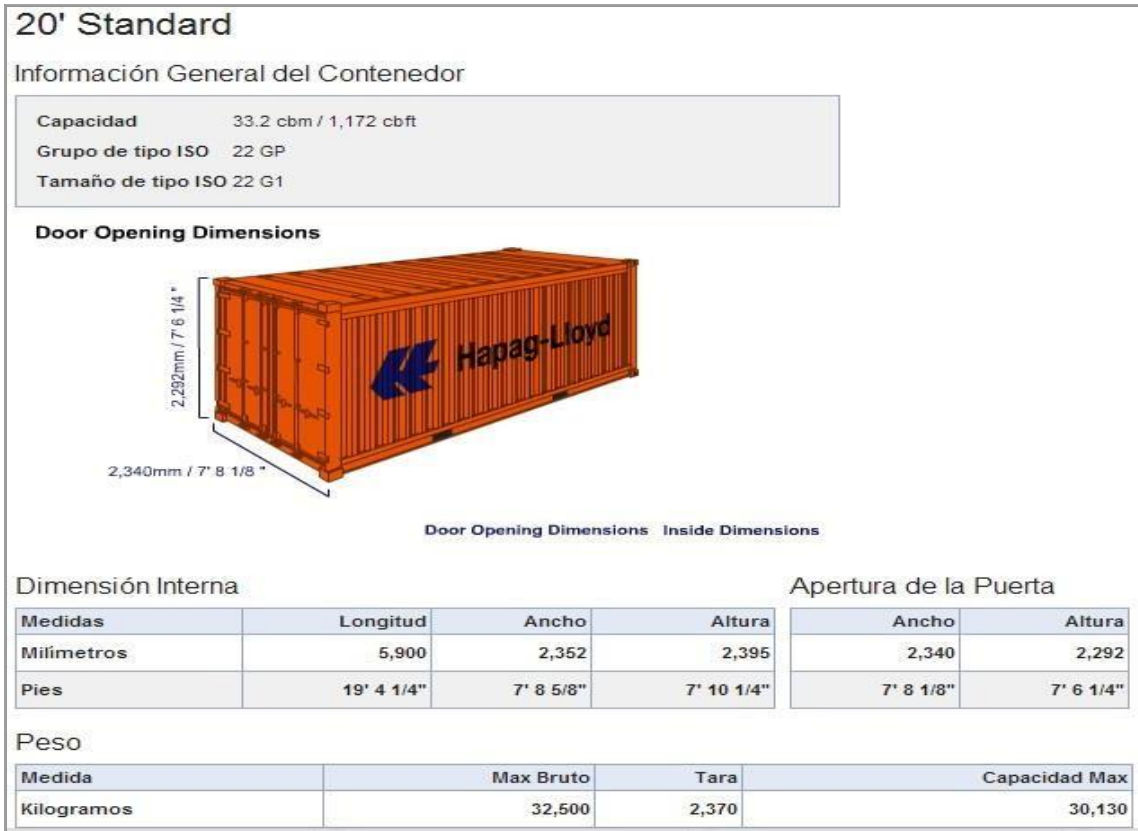 20' Standard
Información General del Contenedor
Capacidad 33.2 cbm / 1,172 cbft
Grupo de tipo ISO 22 GP
Tamaño de tipo ISO 22 G1
Door Opening Dimensions
2,292mm / 7' 6 1/4 "
Hapag-Lloyd
2,340mm / 7' 8 1/8 "
Door Opening Dimensions Inside Dimensions
Dimensión Interna Apertura de la Puerta
Medidas Longitud Ancho Altura Ancho Altura
Milímetros 5,900 2,352 2,395 2,340 2,292
Pies 19' 4 1/4" 7' 8 5/8" 7' 10 1/4" 7' 8 1/8" 7' 6 1/4"
Peso
Medida Max Bruto Tara Capacidad Max
Kilogramos 32,500 2,370 30,130